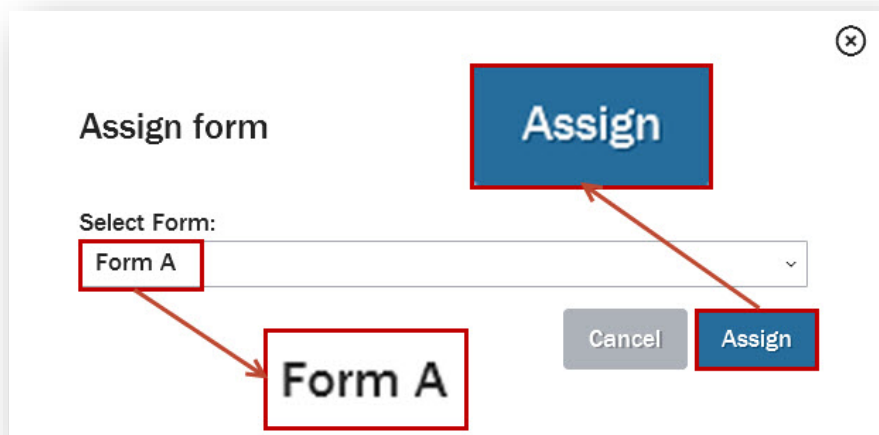 Assign form
Assign
Select Form:
Form A
Cancel
Assign
Form A